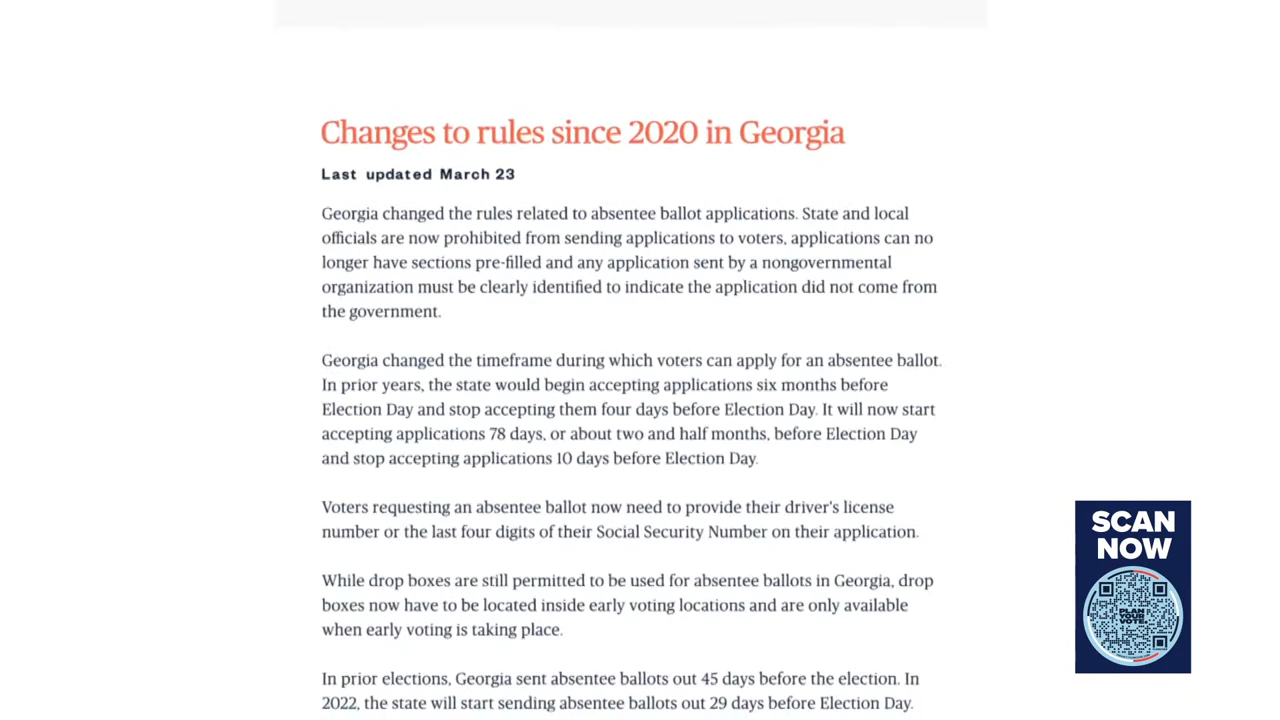 Changes to rules since 2020 in Georgia
Last updated March 23
Georgia changed the rules related to absentee ballot applications. State and local
officials are now prohibited from sending applications to voters, applications can no
longer have sections pre-filled and any application sent by a nongovernmental
organization must be clearly identified to indicate the application did not come from
the government.
Georgia changed the timeframe during which voters can apply for an absentee ballot.
In prior years, the state would begin accepting applications six months before
Election Day and stop accepting them four days before Election Day. It will now start
accepting applications 78 days, or about two and half months, before Election Day
and stop accepting applications 10 days before Election Day.
Voters requesting an absentee ballot now need to provide their driver's license
number or the last four digits of their Social Security Number on their application.
While drop boxes are still permitted to be used for absentee ballots in Georgia, drop
boxes now have to be located inside early voting locations and are only available
when early voting is taking place.
In prior elections, Georgia sent absentee ballots out 45 days before the election. In
2022, the state will start sending absentee ballots out 29 days before Election Day.
SCAN
NOW
PLAN
YOUR
VOTE.